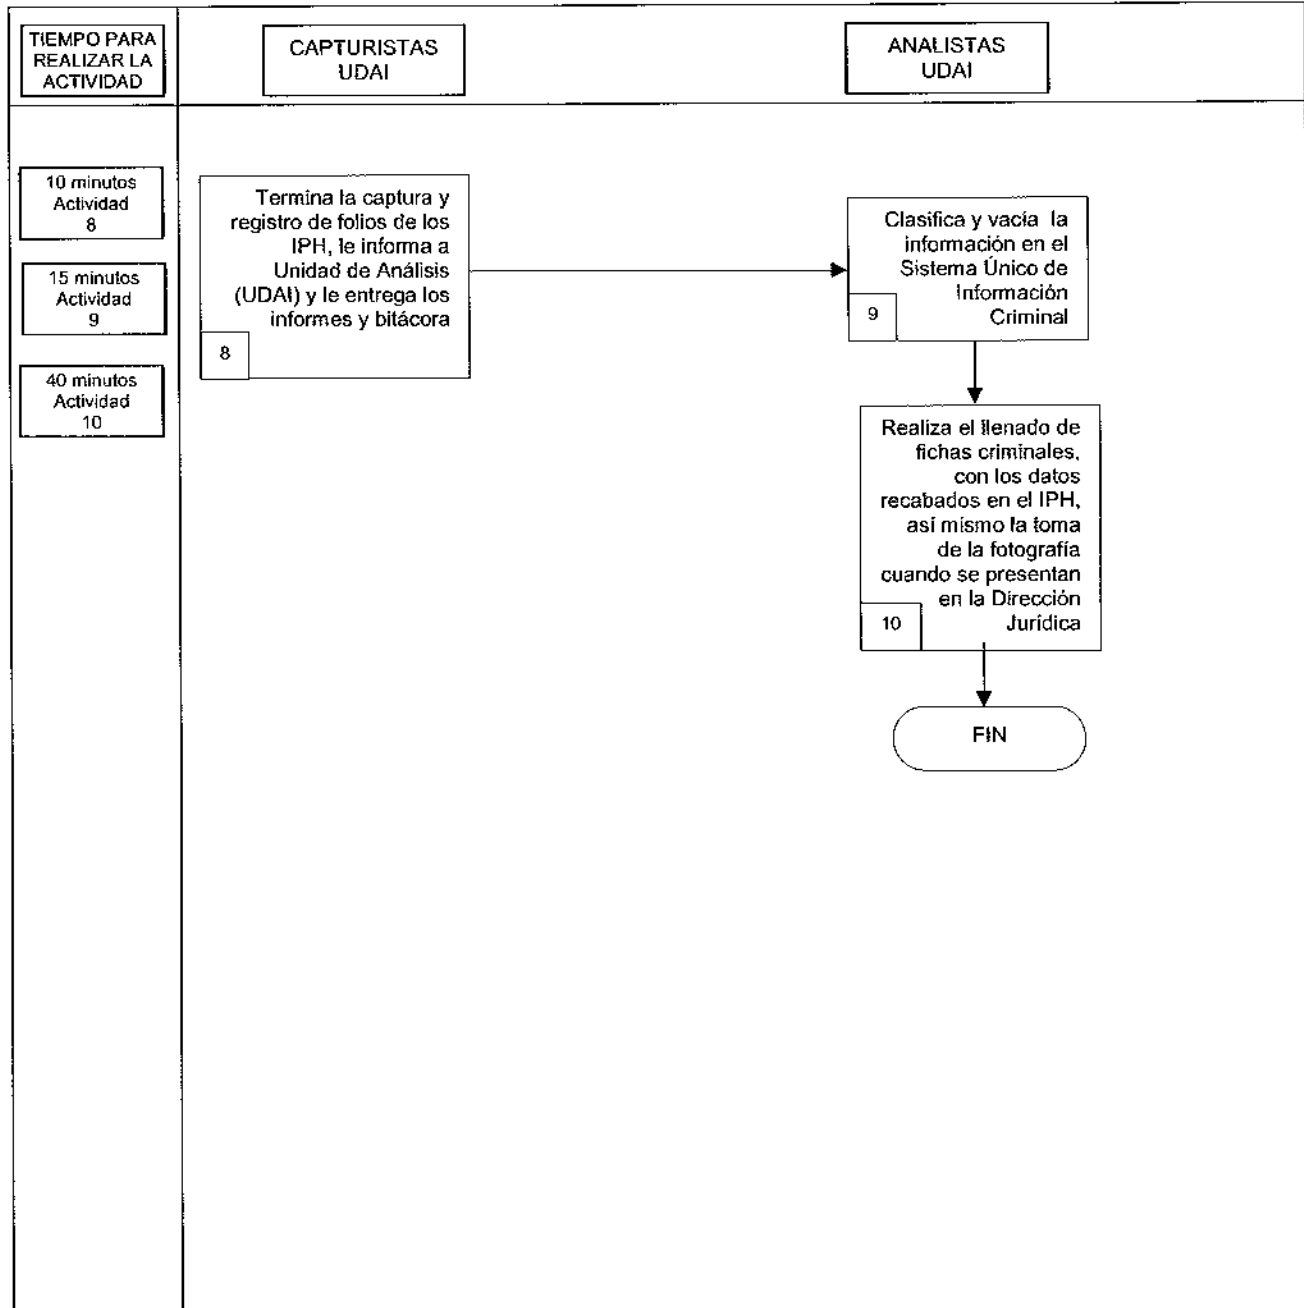 TIEMPO PARA
REALIZAR LA
ACTIVIDAD
CAPTURISTAS
UDAI
ANALISTAS
UDAI
10 minutos
Actividad
8
15 minutos
Actividad
9
40 minutos
Actividad
10
Termina la captura y
registro de folios de los
IPH, le informa a
Unidad de Análisis
(UDAI) y le entrega los
informes y bitácora
8
Clasifica y vacía la
información en el
Sistema Único de
Información
Criminal
9
Realiza el llenado de
fichas criminales,
con los datos
recabados en el IPH,
así mismo la toma
de la fotografía
cuando se presentan
en la Dirección
Jurídica
10
FIN